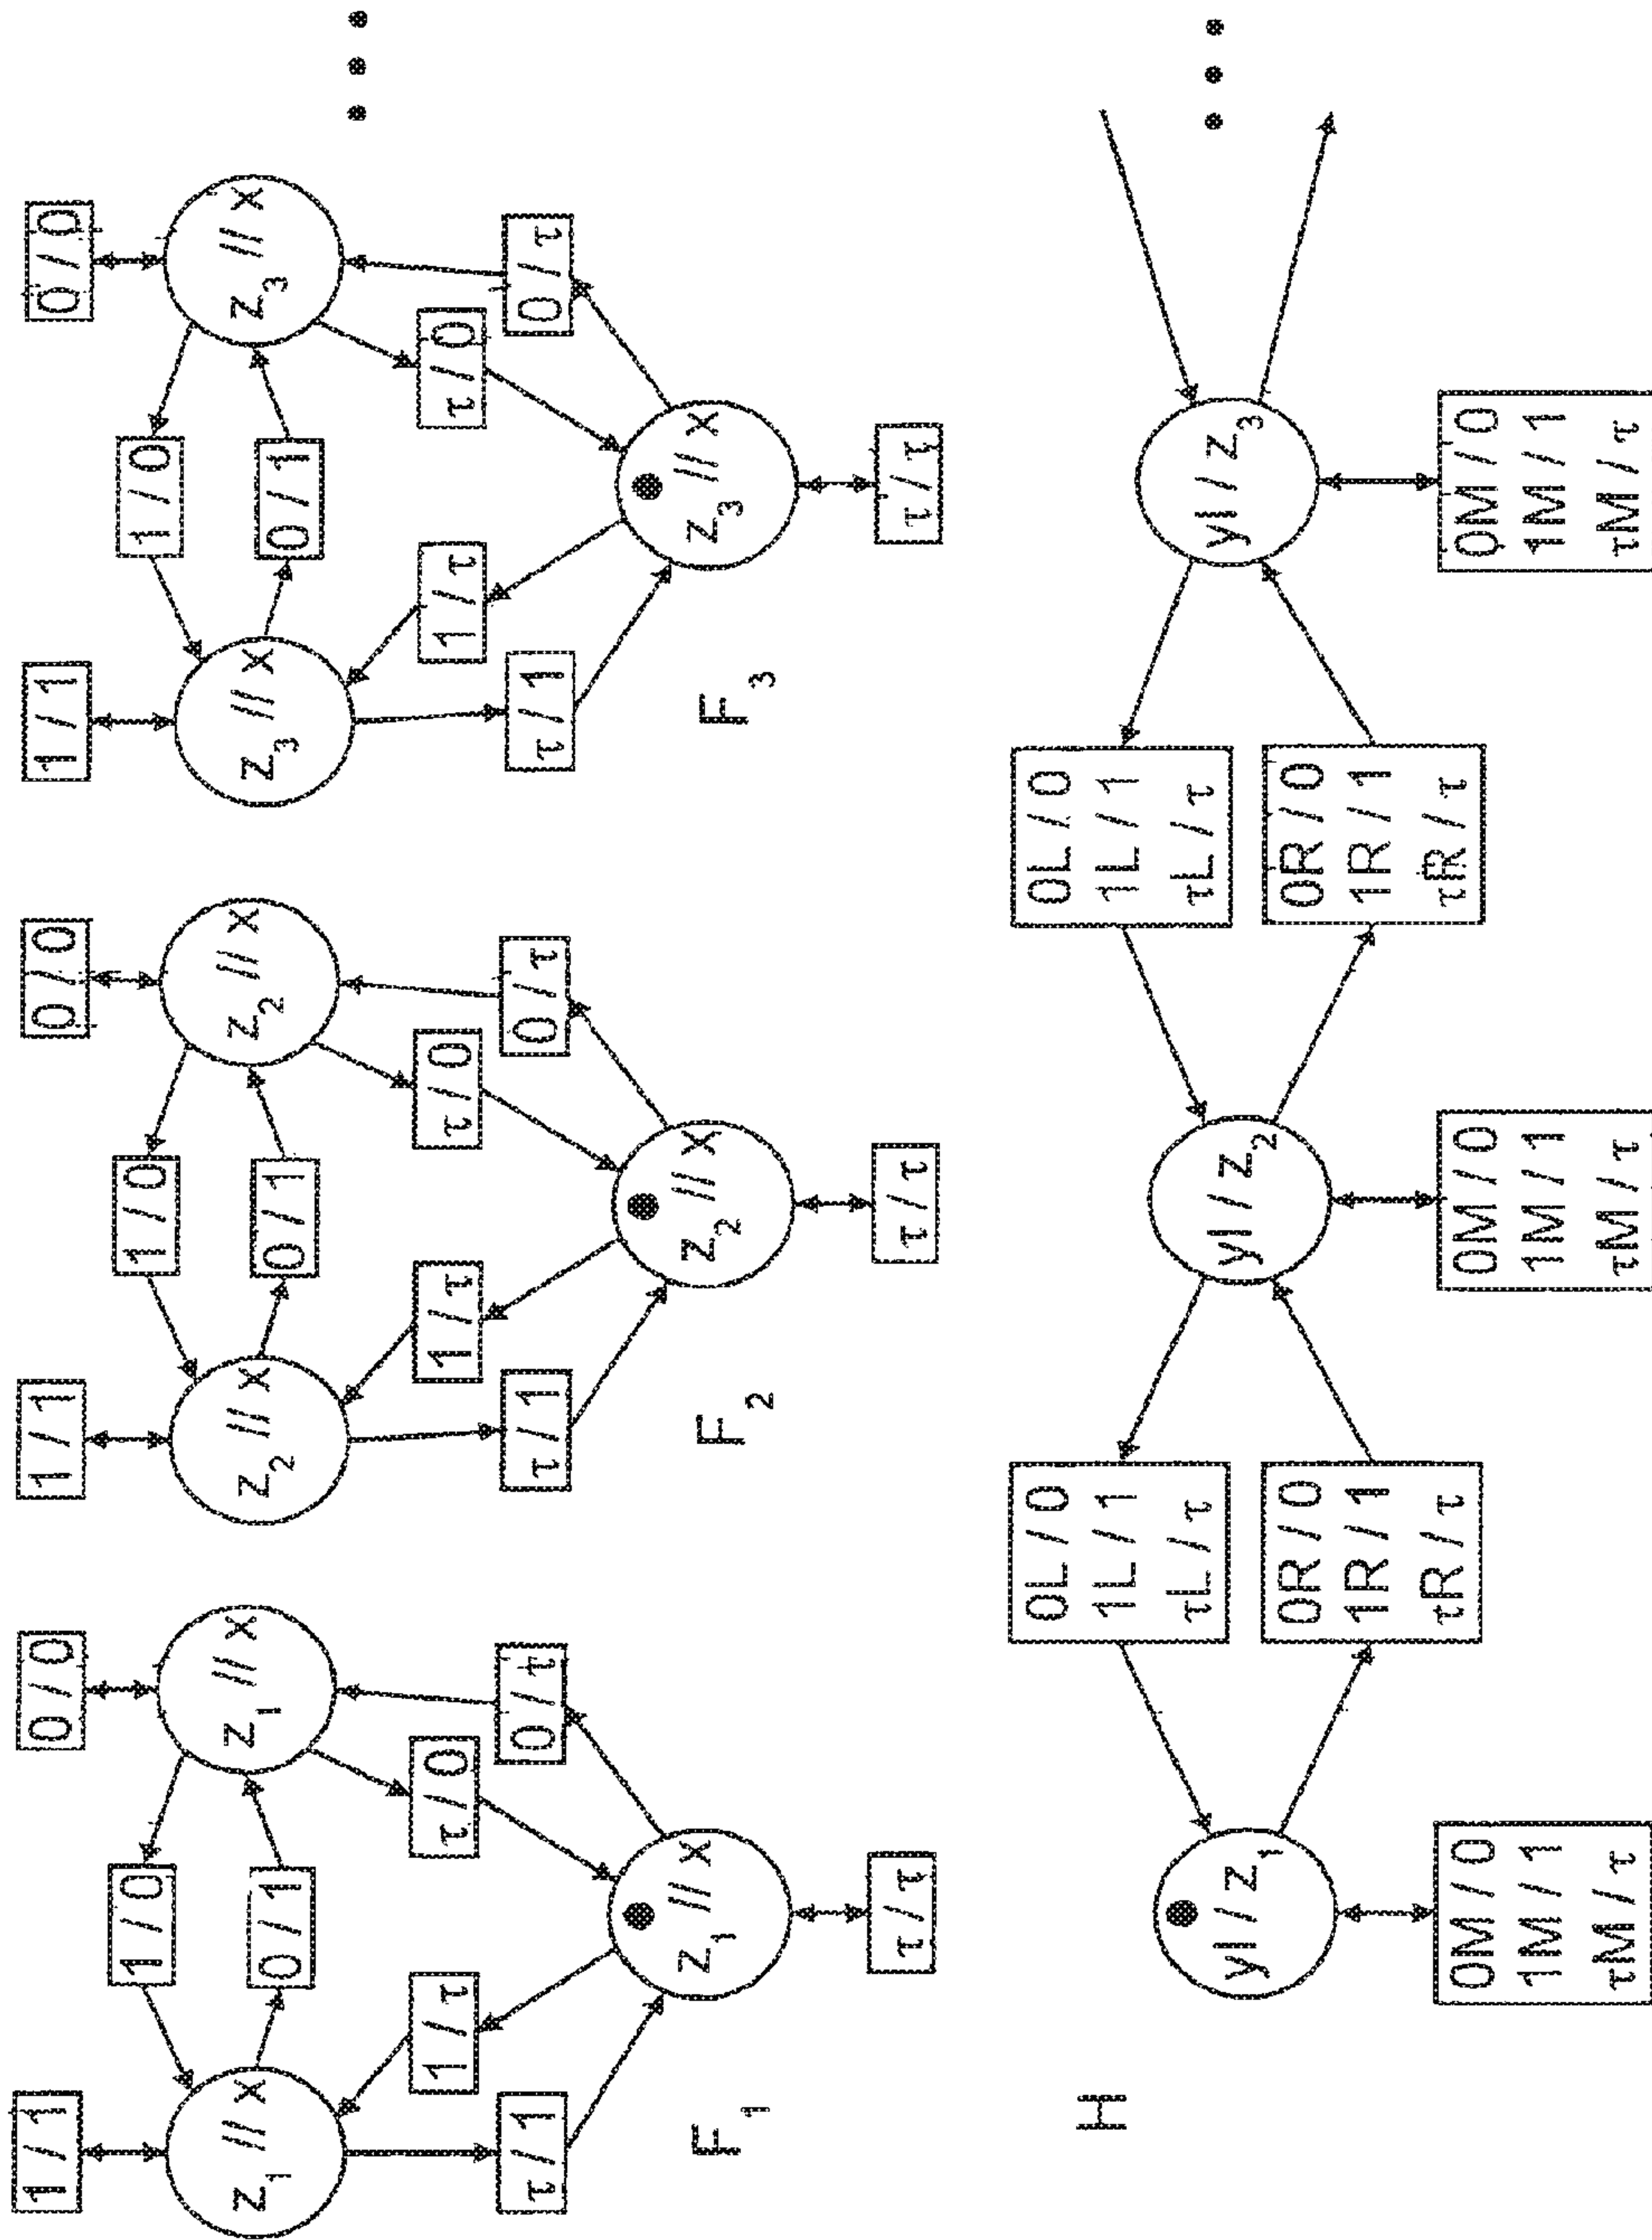 1 / 1
0 / 0
1 / 0
z₁ // x
0 / 1
z₁ // x
1 / τ
τ / 0
τ / 1
0 / τ
z₁ // x
F₁
τ / τ
1 / 1
0 / 0
1 / 0
z₂ // x
0 / 1
z₂ // x
1 / τ
τ / 0
τ / 1
0 / τ
z₂ // x
F₂
τ / τ
1 / 1
0 / 0
1 / 0
z₃ // x
0 / 1
z₃ // x
1 / τ
τ / 0
τ / 1
0 / τ
z₃ // x
F₃
τ / τ
H
0L / 0
1L / 1
τL / τ
0L / 0
1L / 1
τL / τ
yl / z₁
yl / z₂
yl / z₃
0R / 0
1R / 1
τR / τ
0R / 0
1R / 1
τR / τ
0M / 0
1M / 1
τM / τ
0M / 0
1M / 1
τM / τ
0M / 0
1M / 1
τM / τ